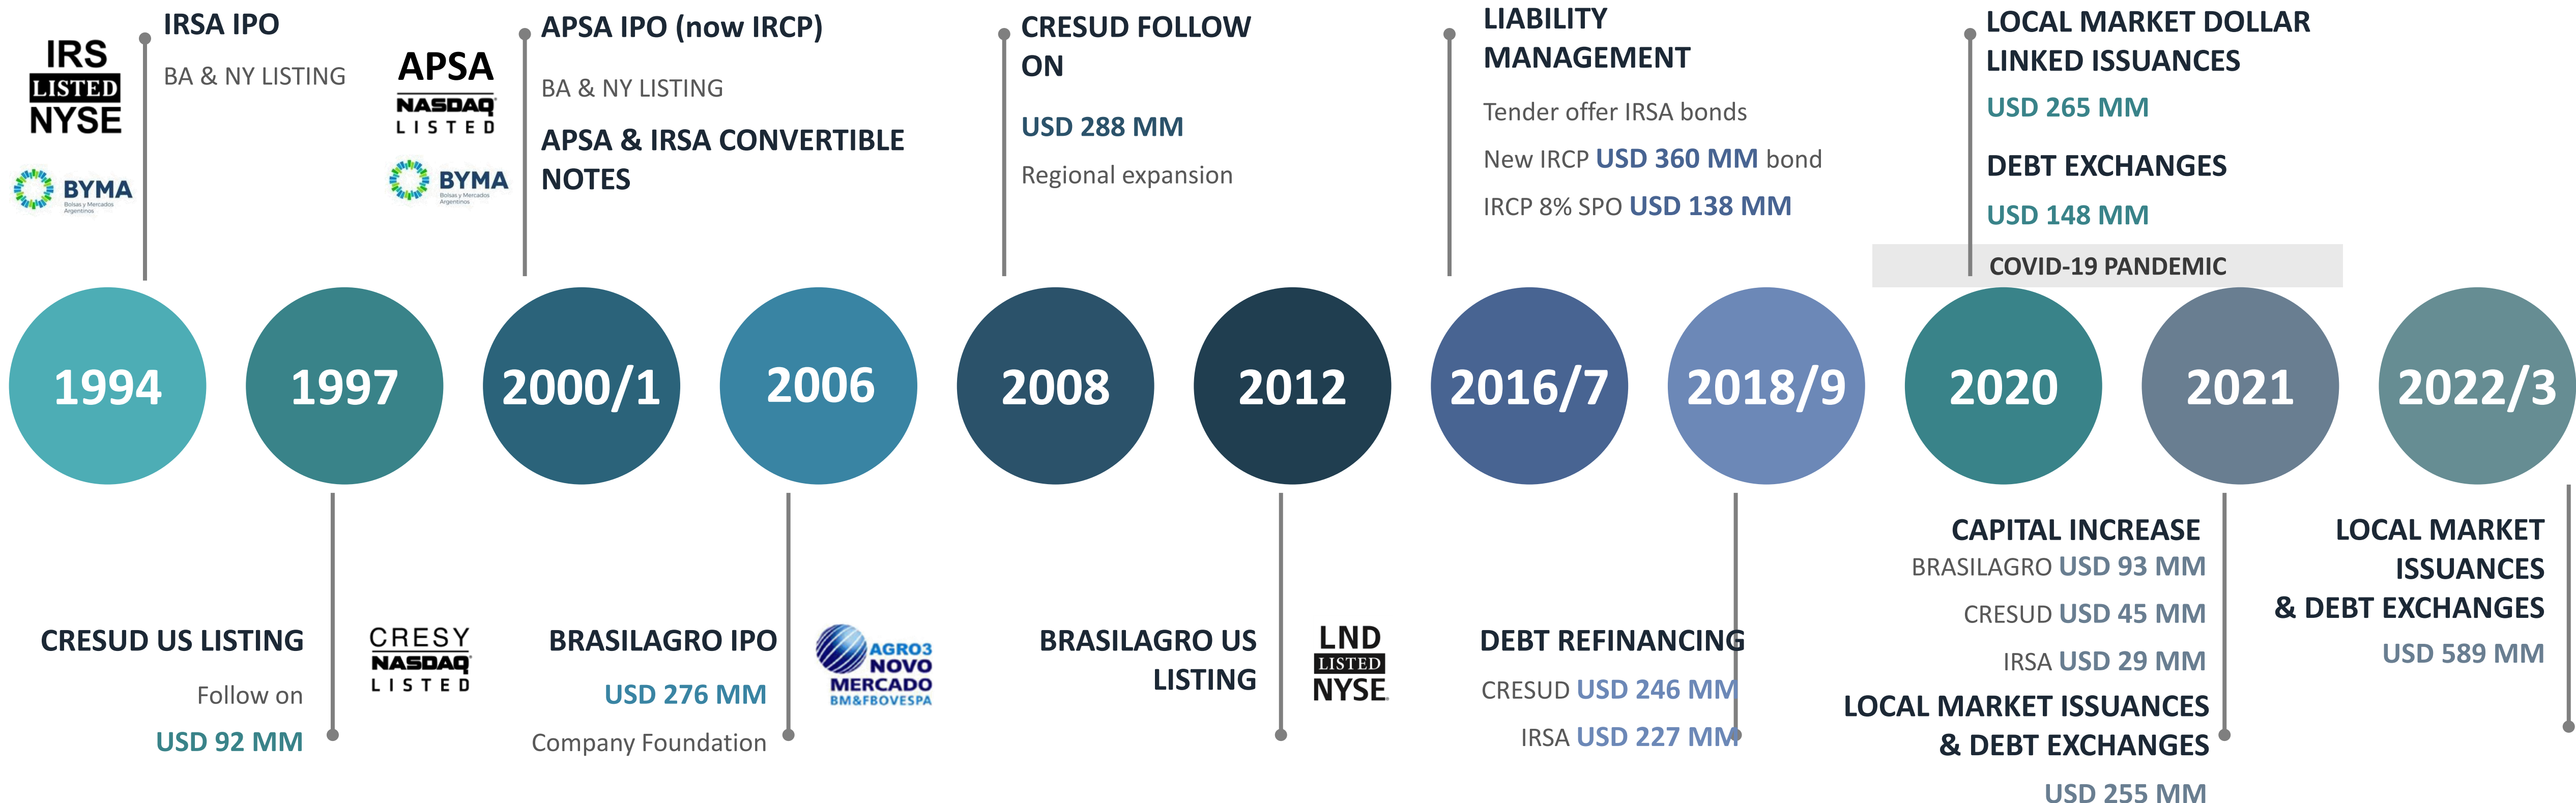 IRS
LISTED
NYSE
BYMA
Bolsas y Mercados
Argentinos
IRSA IPO
BA & NY LISTING
APSA
NASDAQ
LISTED
BYMA
Bolsas y Mercados
Argentinos
APSA IPO (now IRCP)
BA & NY LISTING
APSA & IRSA CONVERTIBLE
NOTES
CRESUD FOLLOW
ON
USD 288 MM
Regional expansion
LIABILITY
MANAGEMENT
Tender offer IRSA bonds
New IRCP USD 360 MM bond
IRCP 8% SPO USD 138 MM
LOCAL MARKET DOLLAR
LINKED ISSUANCES
USD 265 MM
DEBT EXCHANGES
USD 148 MM
COVID-19 PANDEMIC
1994
1997
2000/1
2006
2008
2012
2016/7
2018/9
2020
2021
2022/3
CRESUD US LISTING
Follow on
USD 92 MM
CRESY
NASDAQ
LISTED
BRASILAGRO IPO
USD 276 MM
Company Foundation
AGRO3
NOVO
MERCADO
BM&FBOVESPA
BRASILAGRO US
LISTING
LND
LISTED
NYSE.
DEBT REFINANCING
CRESUD USD 246 MM
IRSA USD 227 MM
CAPITAL INCREASE
BRASILAGRO USD 93 MM
CRESUD USD 45 MM
IRSA USD 29 MM
LOCAL MARKET ISSUANCES
& DEBT EXCHANGES
USD 255 MM
LOCAL MARKET
ISSUANCES
& DEBT EXCHANGES
USD 589 MM